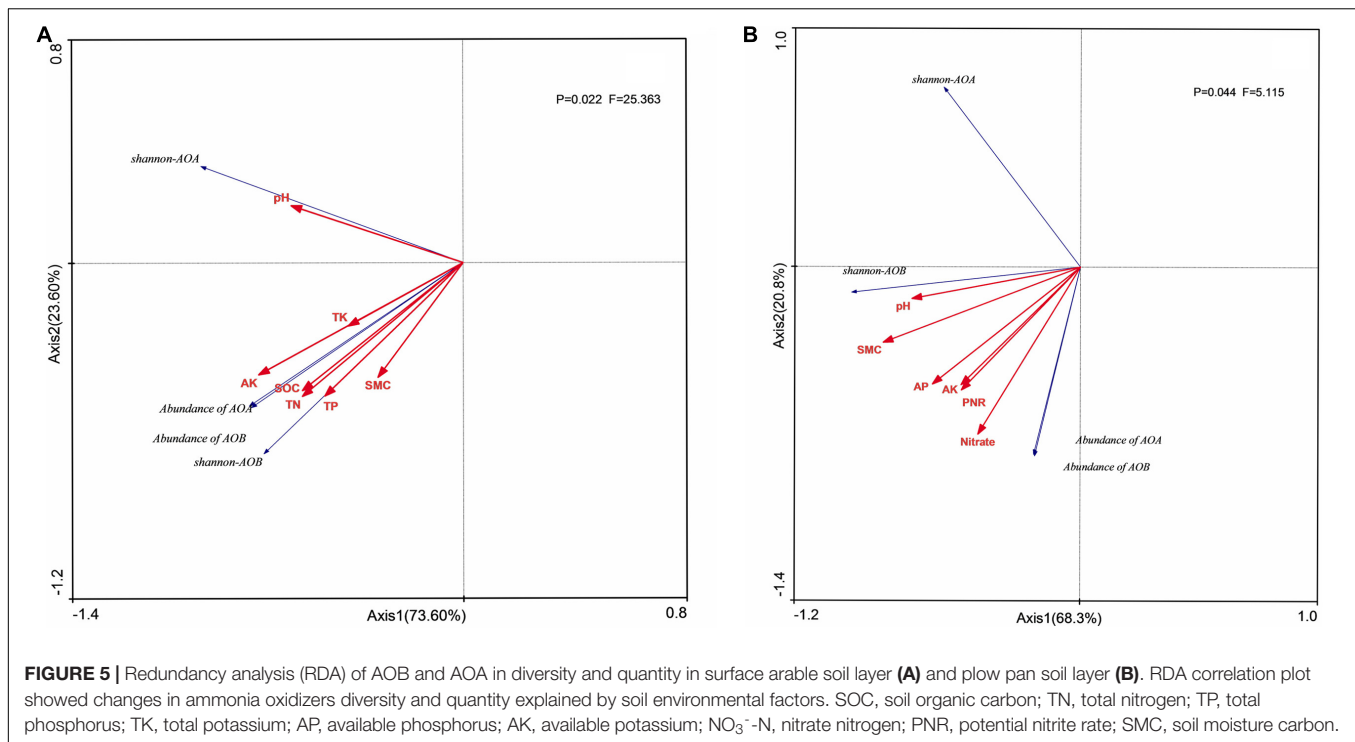 A
0.8
P=0.022 F=25.363
shannon-AOA
pH
TK
AK
SOC
SMC
TN
TP
Abundance of AOA
Abundance of AOB
shannon-AOB
Axis2(23.60%)
-1.2
-1.4
Axis1(73.60%)
0.8
B
1.0
shannon-AOA
P=0.044 F=5.115
shannon-AOB
pH
SMC
AP
AK
PNR
Nitrate
Abundance of AOA
Abundance of AOB
Axis2(20.8%)
-1.4
-1.2
Axis1(68.3%)
1.0
FIGURE 5 | Redundancy analysis (RDA) of AOB and AOA in diversity and quantity in surface arable soil layer (A) and plow pan soil layer (B). RDA correlation plot
showed changes in ammonia oxidizers diversity and quantity explained by soil environmental factors. SOC, soil organic carbon; TN, total nitrogen; TP, total
phosphorus; TK, total potassium; AP, available phosphorus; AK, available potassium; NO₃⁻-N, nitrate nitrogen; PNR, potential nitrite rate; SMC, soil moisture carbon.